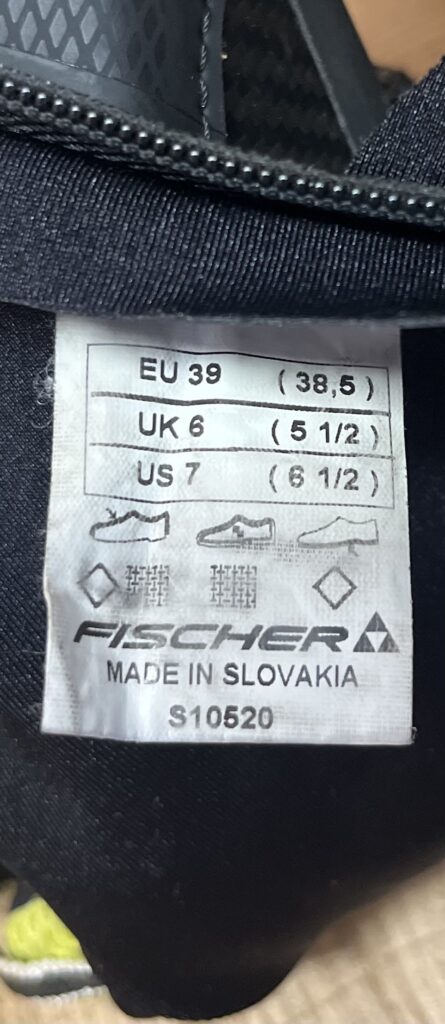 EU 39 ( 38,5 )
UK 6 ( 5 1/2 )
US 7 ( 6 1/2 )
FISCHER
MADE IN SLOVAKIA
S10520